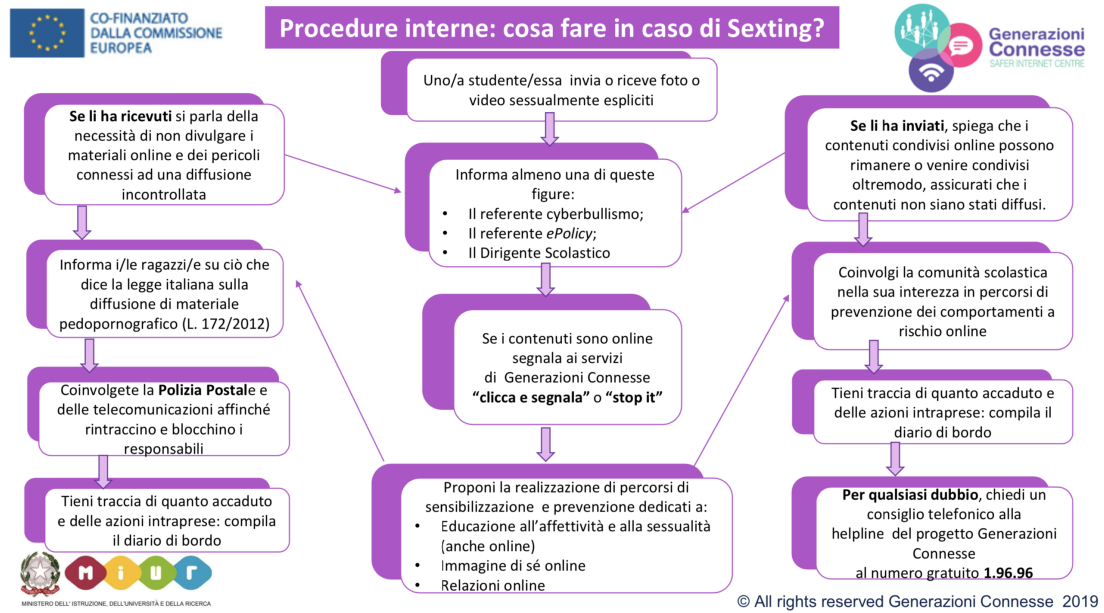 CO-FINANZIATO
DALLA COMMISSIONE
EUROPEA
Procedure interne: cosa fare in caso di Sexting?
Generazioni
Connesse
SAFER INTERNET CENTRE
Uno/a studente/essa invia o riceve foto o
video sessualmente espliciti
Se li ha ricevuti si parla della
necessità di non divulgare i
materiali online e dei pericoli
connessi ad una diffusione
incontrollata
Informa i/le ragazzi/e su ciò che
dice la legge italiana sulla
diffusione di materiale
pedopornografico (L. 172/2012)
Coinvolgete la Polizia Postale e
delle telecomunicazioni affinché
rintraccino e blocchino i
responsabili
Tieni traccia di quanto accaduto
e delle azioni intraprese: compila
il diario di bordo
Informa almeno una di queste
figure:
• Il referente cyberbullismo;
• Il referente ePolicy;
• Il Dirigente Scolastico
Se i contenuti sono online
segnala ai servizi
di Generazioni Connesse
“clicca e segnala” o “stop it”
Proponi la realizzazione di percorsi di
sensibilizzazione e prevenzione dedicati a:
• Educazione all’affettività e alla sessualità
(anche online)
• Immagine di sé online
• Relazioni online
Se li ha inviati, spiega che i
contenuti condivisi online possono
rimanere o venire condivisi
oltremodo, assicurati che i
contenuti non siano stati diffusi.
Coinvolgi la comunità scolastica
nella sua interezza in percorsi di
prevenzione dei comportamenti a
rischio online
Tieni traccia di quanto accaduto e
delle azioni intraprese: compila il
diario di bordo
Per qualsiasi dubbio, chiedi un
consiglio telefonico alla
helpline del progetto Generazioni
Connesse
al numero gratuito 1.96.96
miur
MINISTERO DELL' ISTRUZIONE, DELL'UNIVERSITÀ E DELLA RICERCA
© All rights reserved Generazioni Connesse 2019